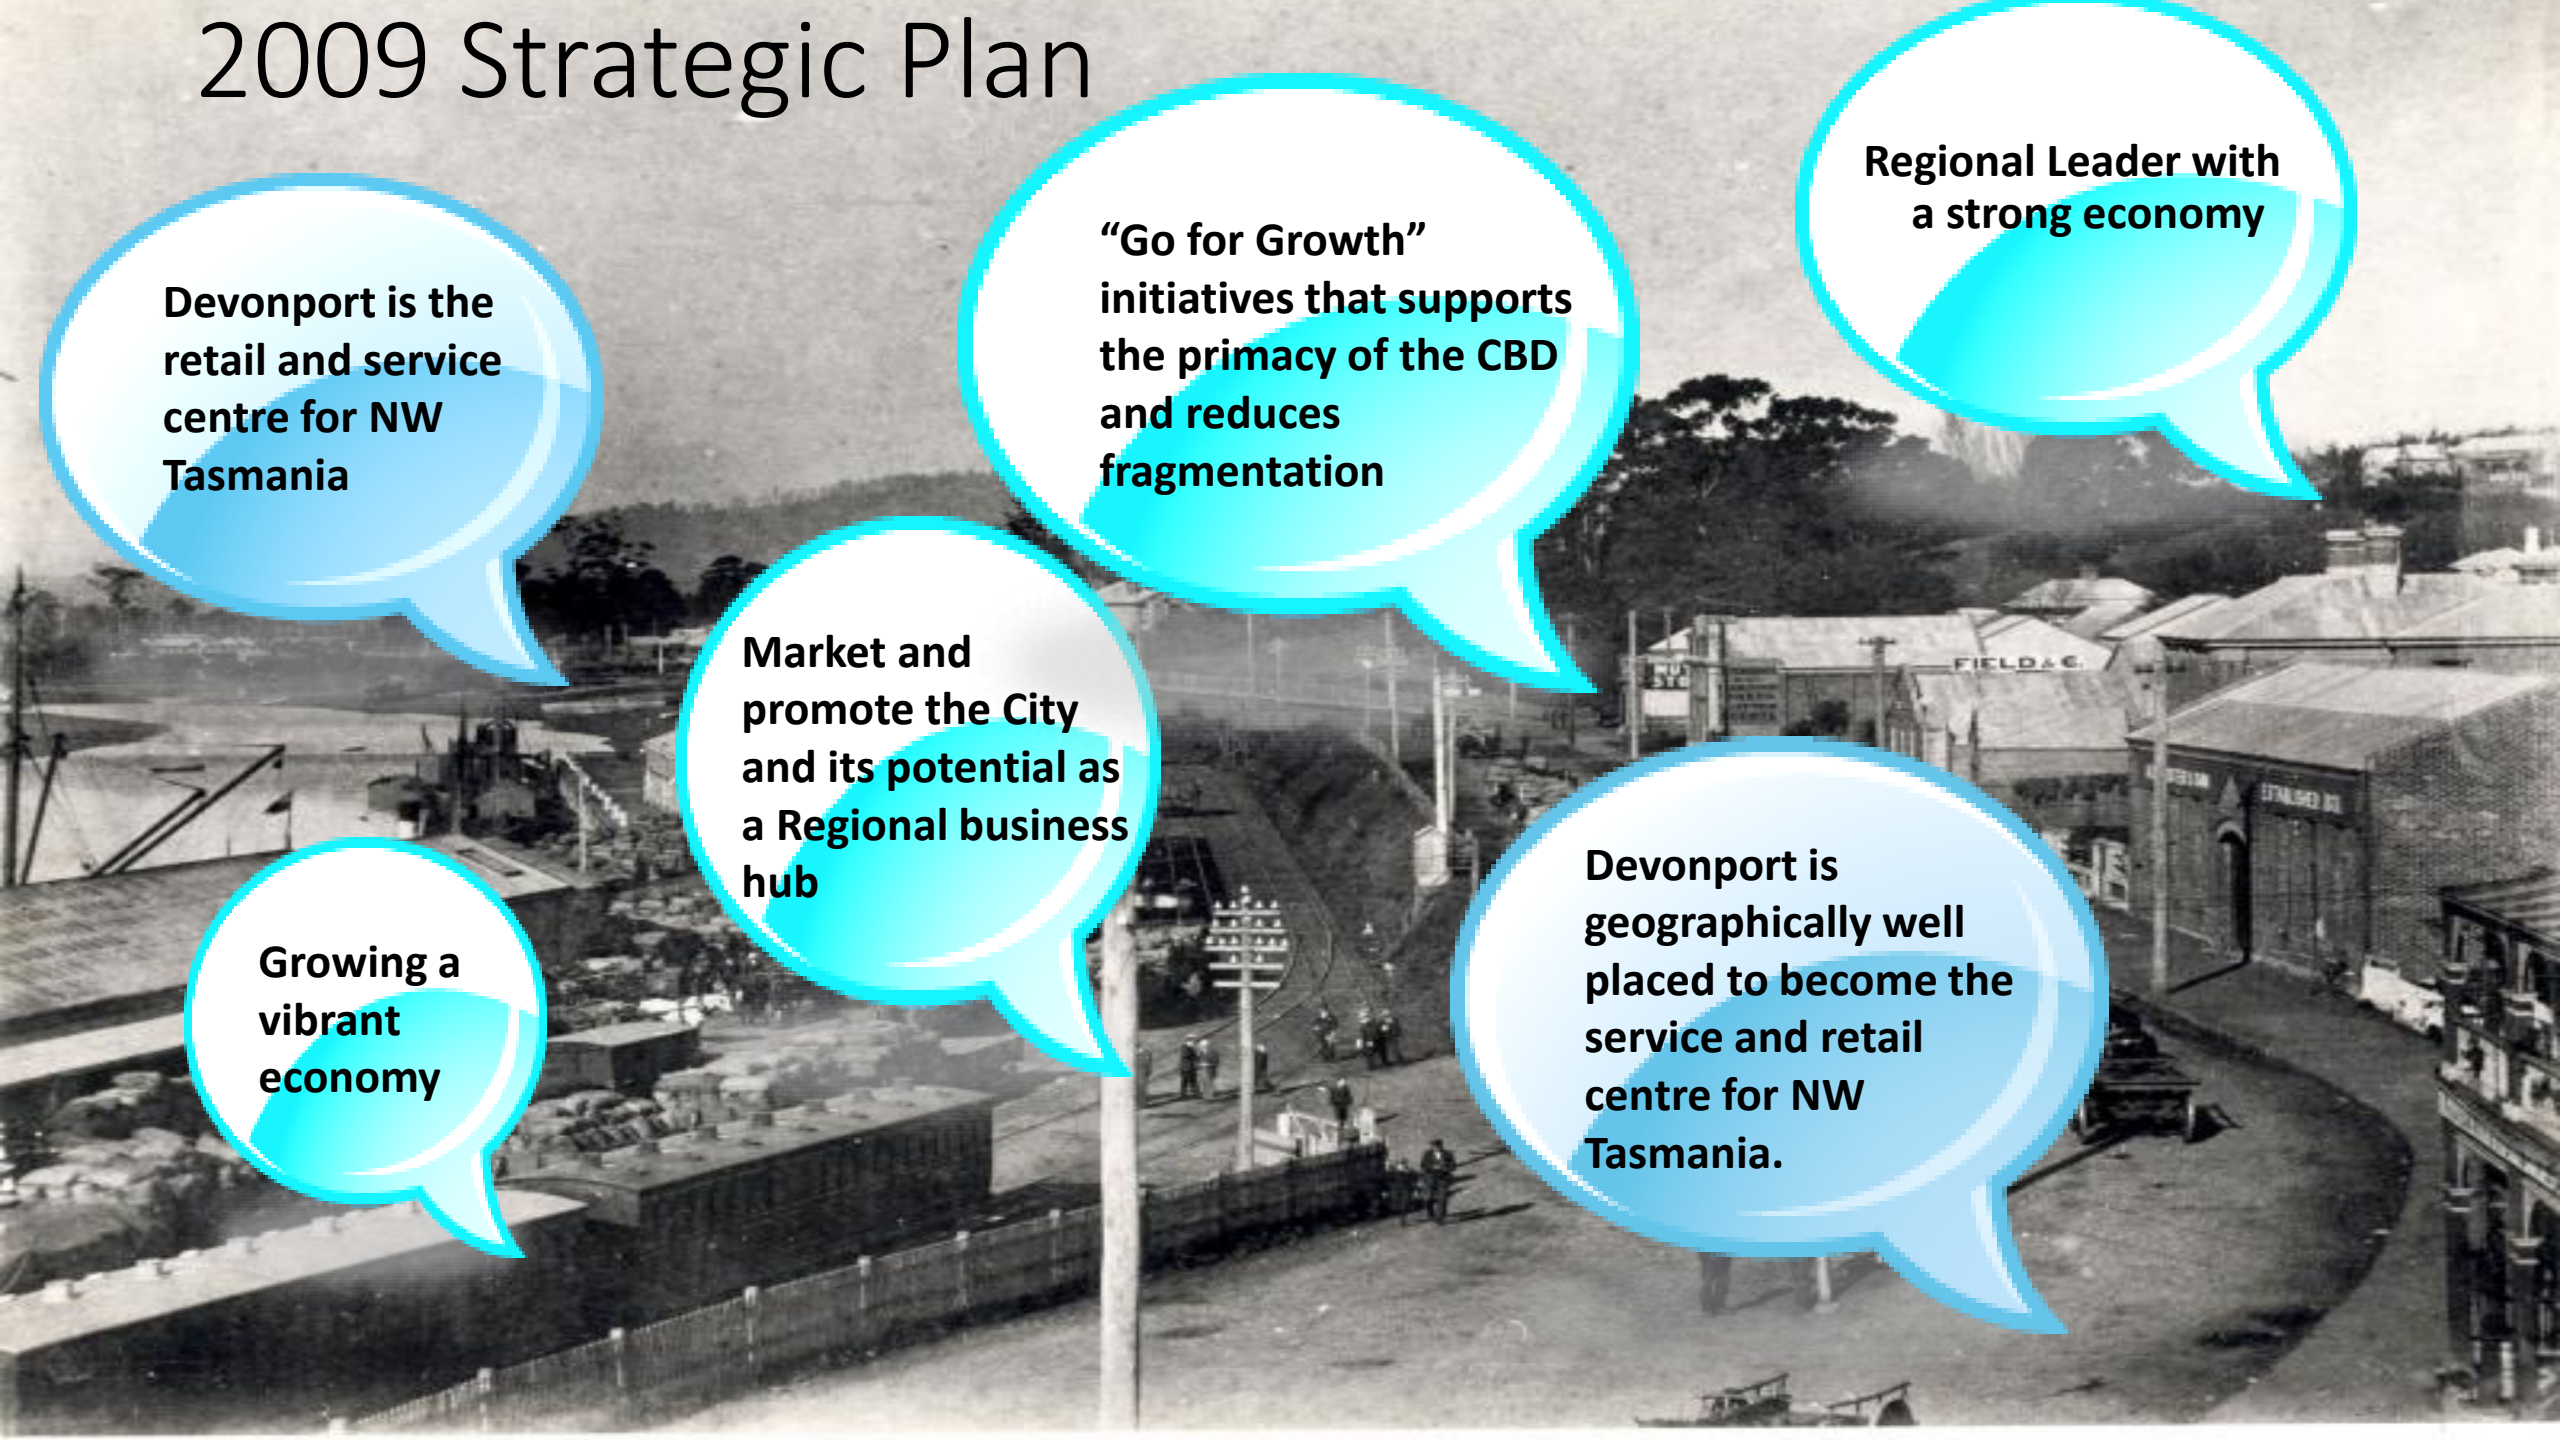 2009 Strategic Plan
Regional Leader with
a strong economy
“Go for Growth”
initiatives that supports
the primacy of the CBD
and reduces
fragmentation
Devonport is the
retail and service
centre for NW
Tasmania
Market and
promote the City
and its potential as
a Regional business
hub
FIELD & C
Devonport is
geographically well
placed to become the
service and retail
centre for NW
Tasmania.
Growing a
vibrant
economy